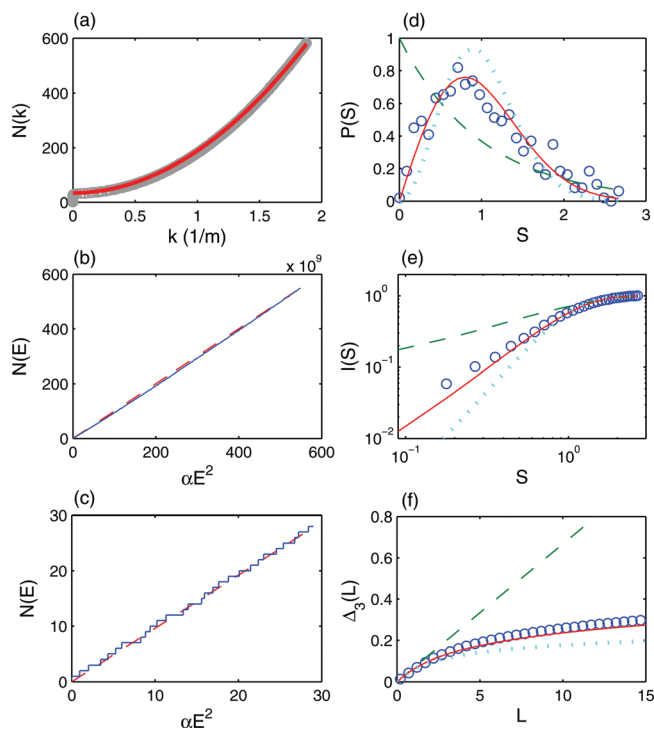 (a)
600
400
200
0
N(k)
0
0.5
1
1.5
2
k (1/m)
(b)
x 10^9
600
400
200
0
N(E)
0
200
400
600
αE²
(c)
30
20
10
0
N(E)
0
10
20
30
αE²
(d)
1
0.8
0.6
0.4
0.2
0
P(S)
0
1
2
3
S
(e)
10^0
10^-1
10^-2
I(S)
10^-1
10^0
S
(f)
0.8
0.6
0.4
0.2
0
Δ₃(L)
0
5
10
15
L